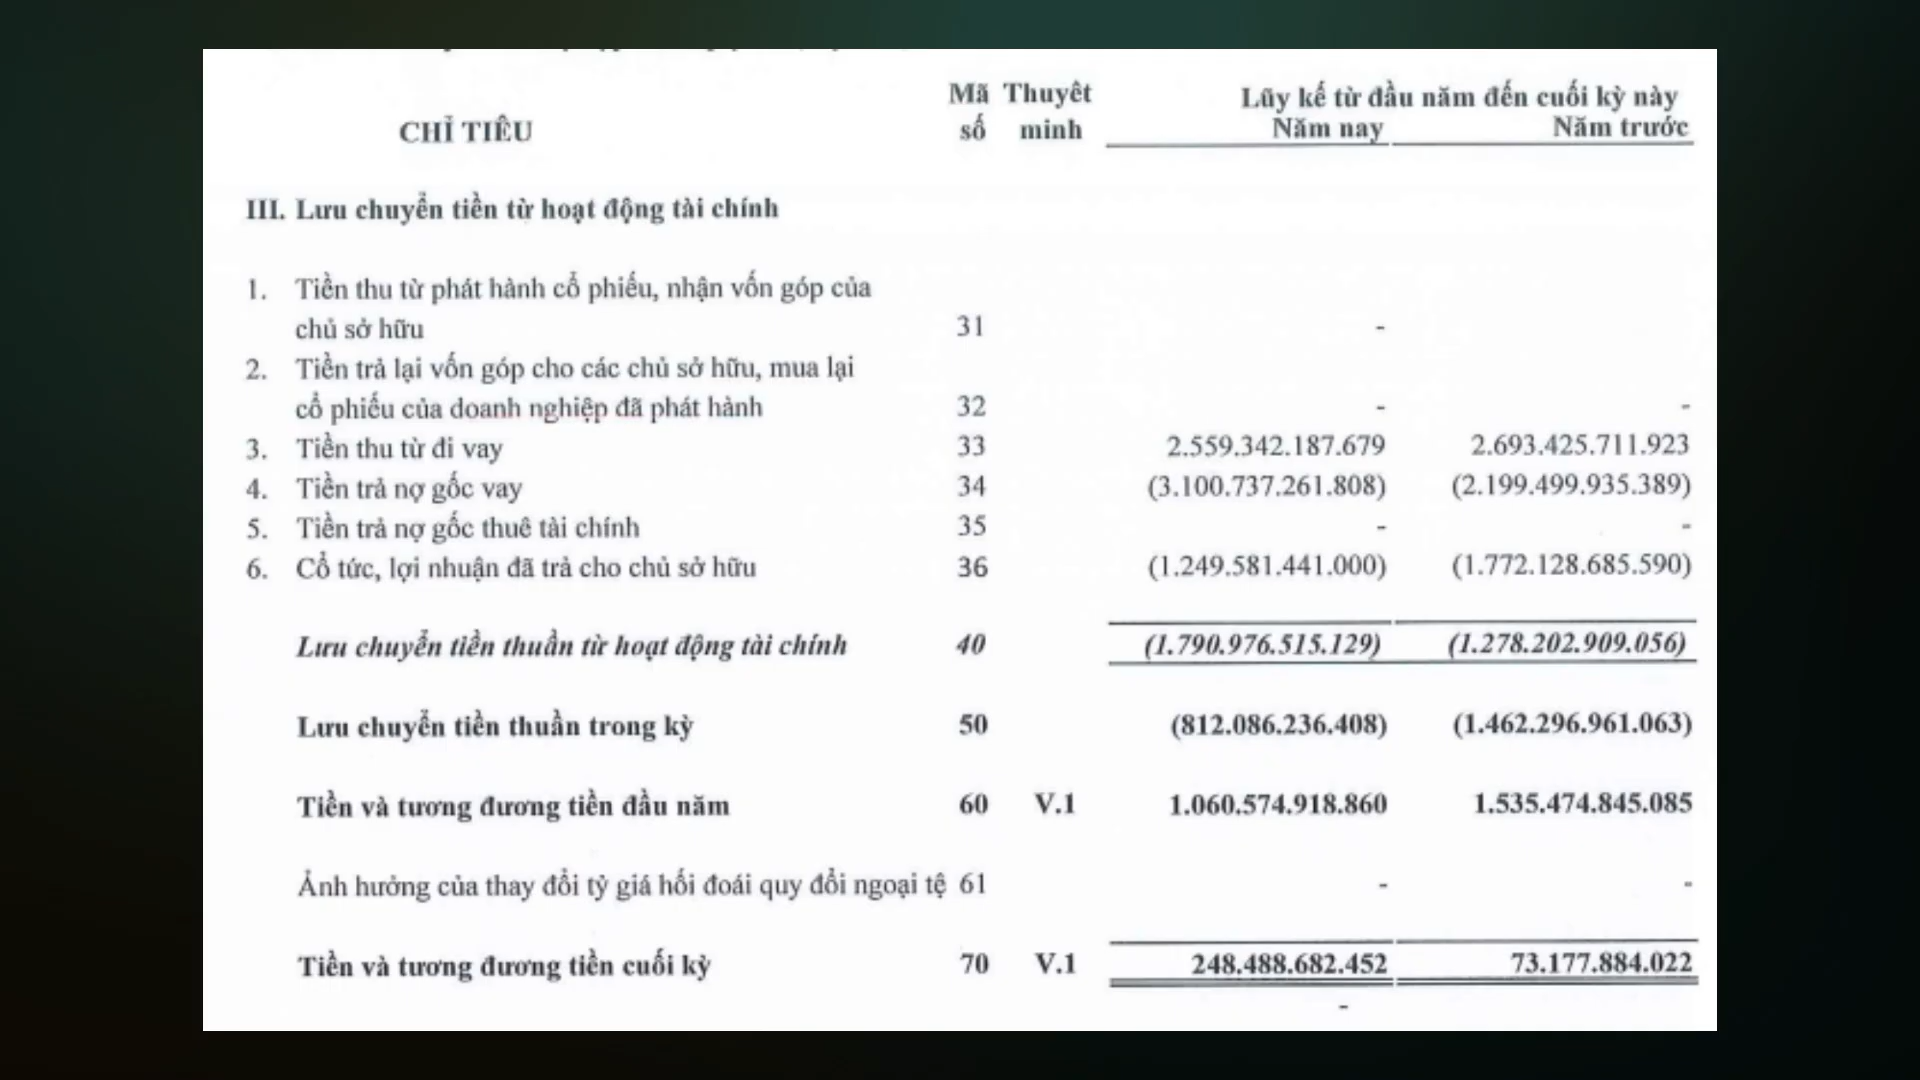 Mã Thuyết
Lũy kế từ đầu năm đến cuối kỳ này
CHỈ TIÊU số minh Năm nay Năm trước
III. Lưu chuyển tiền từ hoạt động tài chính
1. Tiền thu từ phát hành cổ phiếu, nhận vốn góp của
chủ sở hữu 31 -
2. Tiền trả lại vốn góp cho các chủ sở hữu, mua lại
cổ phiếu của doanh nghiệp đã phát hành 32 - -
3. Tiền thu từ đi vay 33 2.559.342.187.679 2.693.425.711.923
4. Tiền trả nợ gốc vay 34 (3.100.737.261.808) (2.199.499.935.389)
5. Tiền trả nợ gốc thuê tài chính 35 - -
6. Cổ tức, lợi nhuận đã trả cho chủ sở hữu 36 (1.249.581.441.000) (1.772.128.685.590)
Lưu chuyển tiền thuần từ hoạt động tài chính 40 (1.790.976.515.129) (1.278.202.909.056)
Lưu chuyển tiền thuần trong kỳ 50 (812.086.236.408) (1.462.296.961.063)
Tiền và tương đương tiền đầu năm 60 V.1 1.060.574.918.860 1.535.474.845.085
Ảnh hưởng của thay đổi tỷ giá hối đoái quy đổi ngoại tệ 61 - -
Tiền và tương đương tiền cuối kỳ 70 V.1 248.488.682.452 73.177.884.022
-